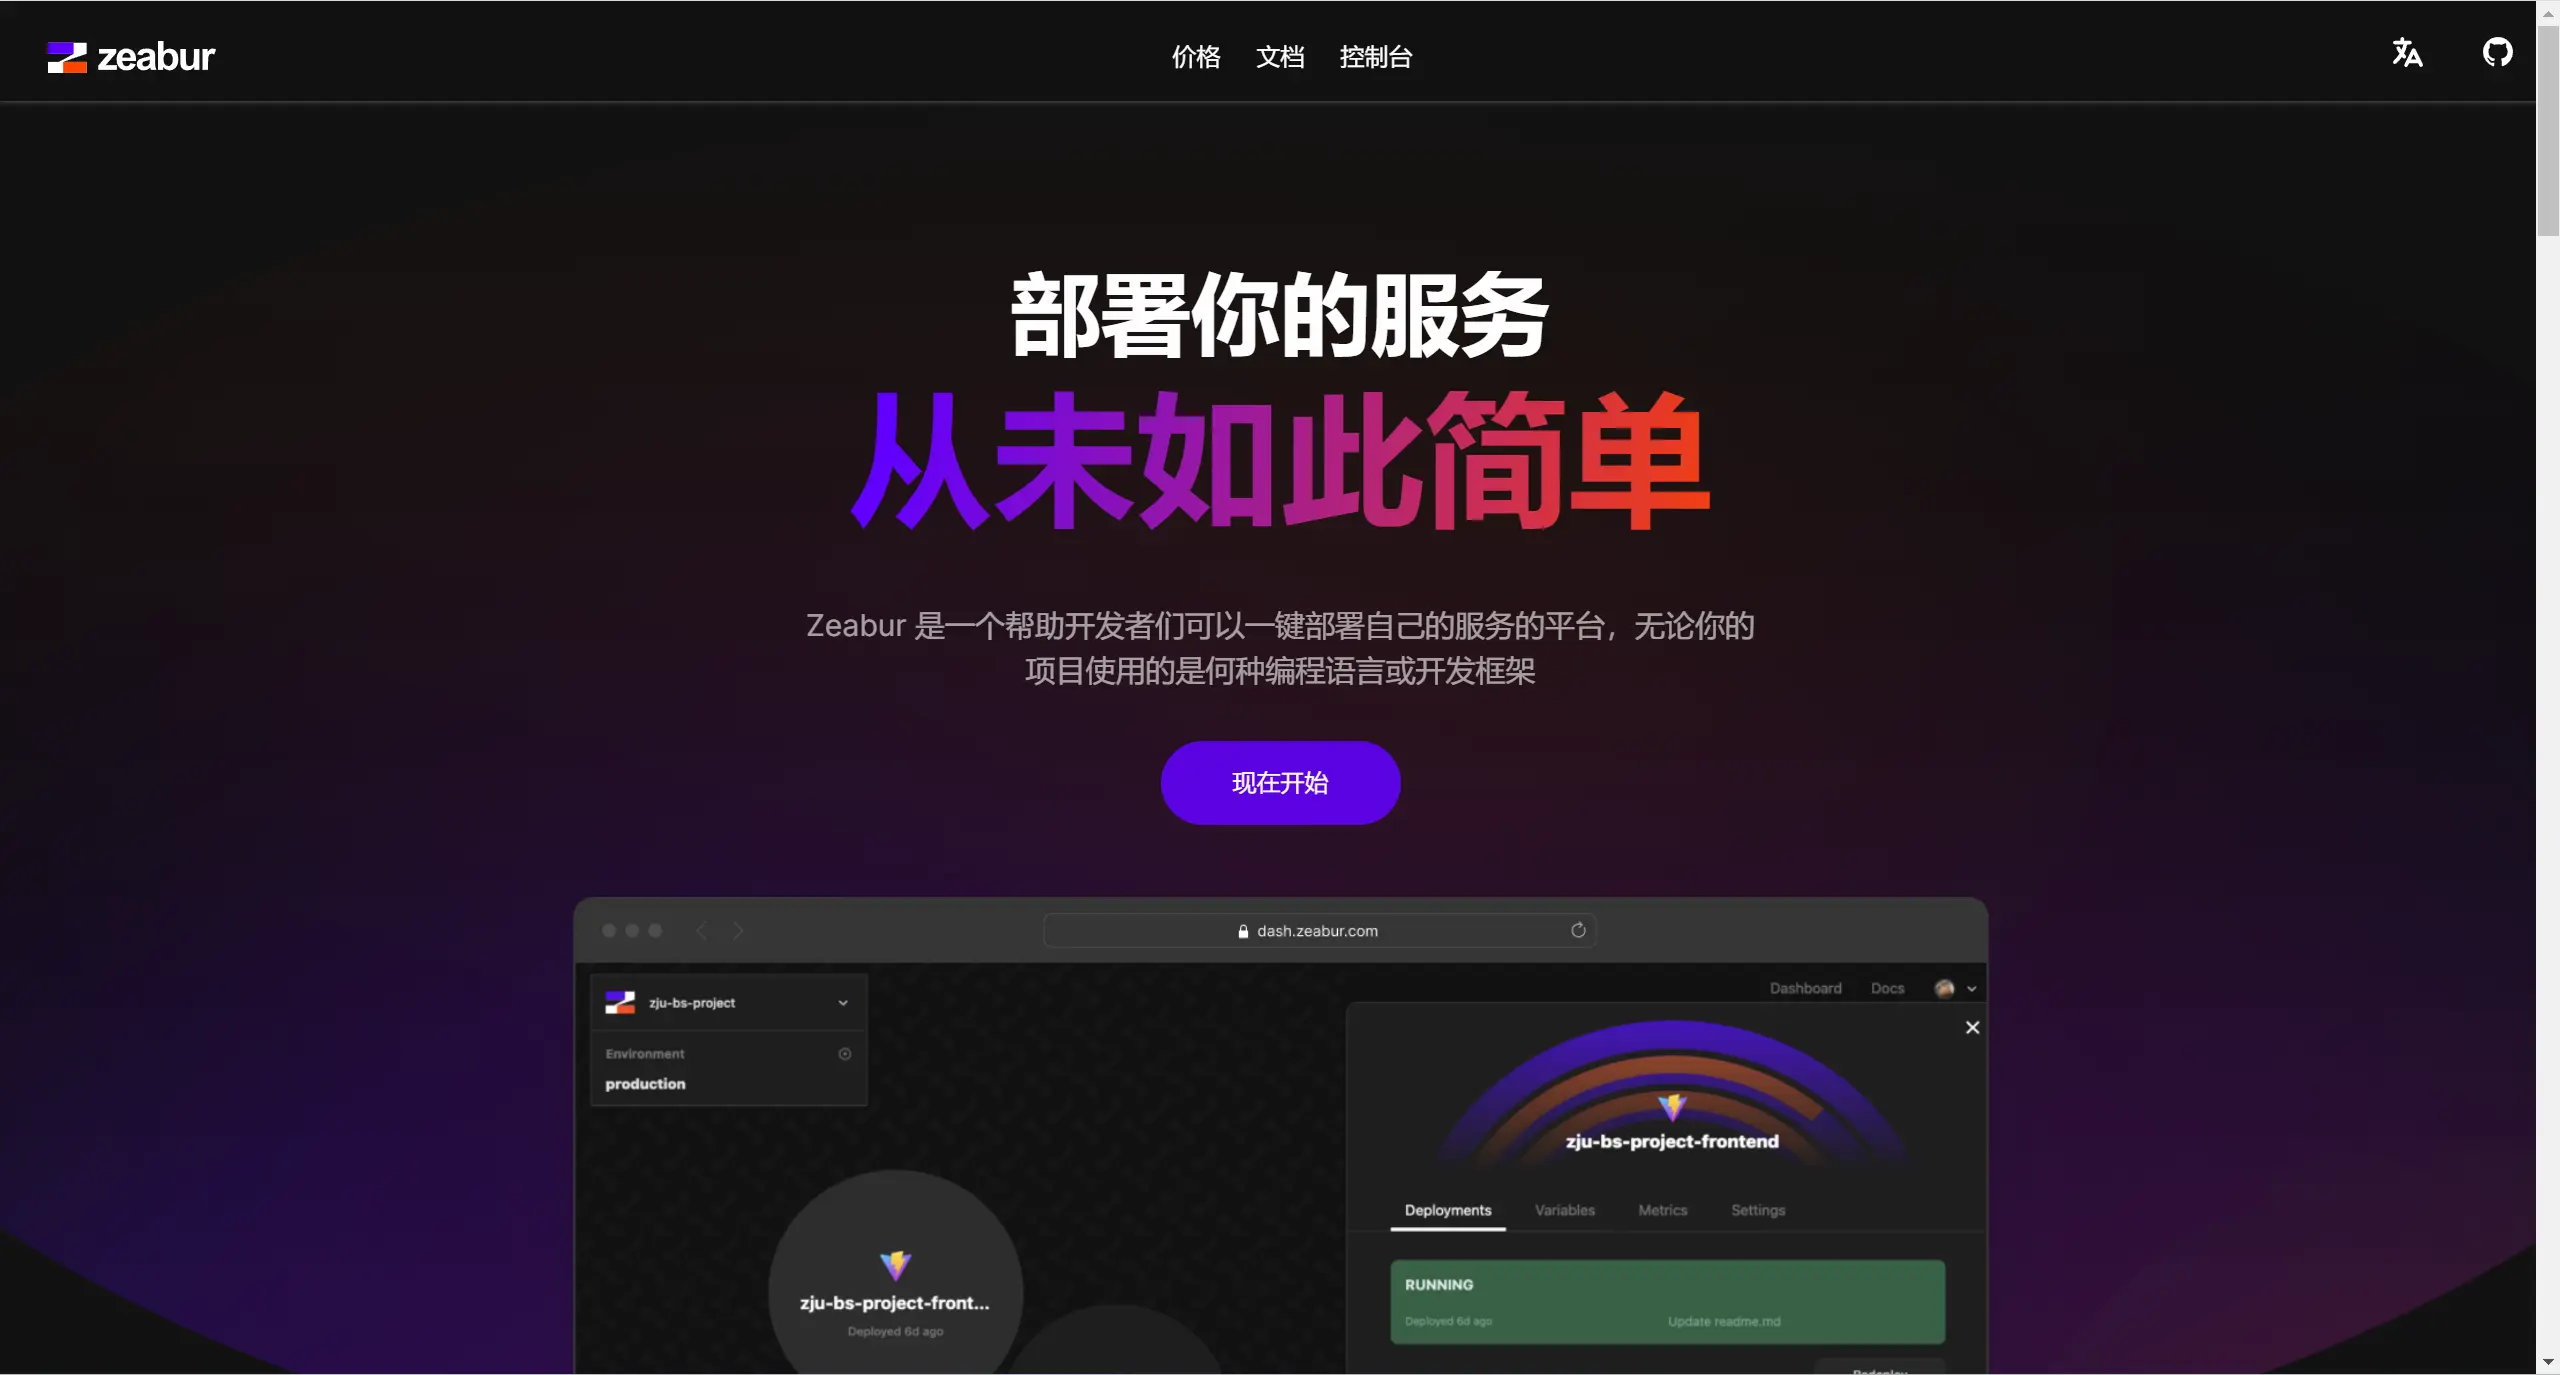 zeabur
价格 文档 控制台
部署你的服务
从未如此简单
Zeabur 是一个帮助开发者们可以一键部署自己的服务的平台，无论你的
项目使用的是何种编程语言或开发框架
现在开始
dash.zeabur.com
zju-bs-project
Dashboard Docs
Environment
production
zju-bs-project-frontend
Deployments Variables Metrics Settings
zju-bs-project-front...
Deployed 6d ago
RUNNING
Deployed 6d ago Update readme.md